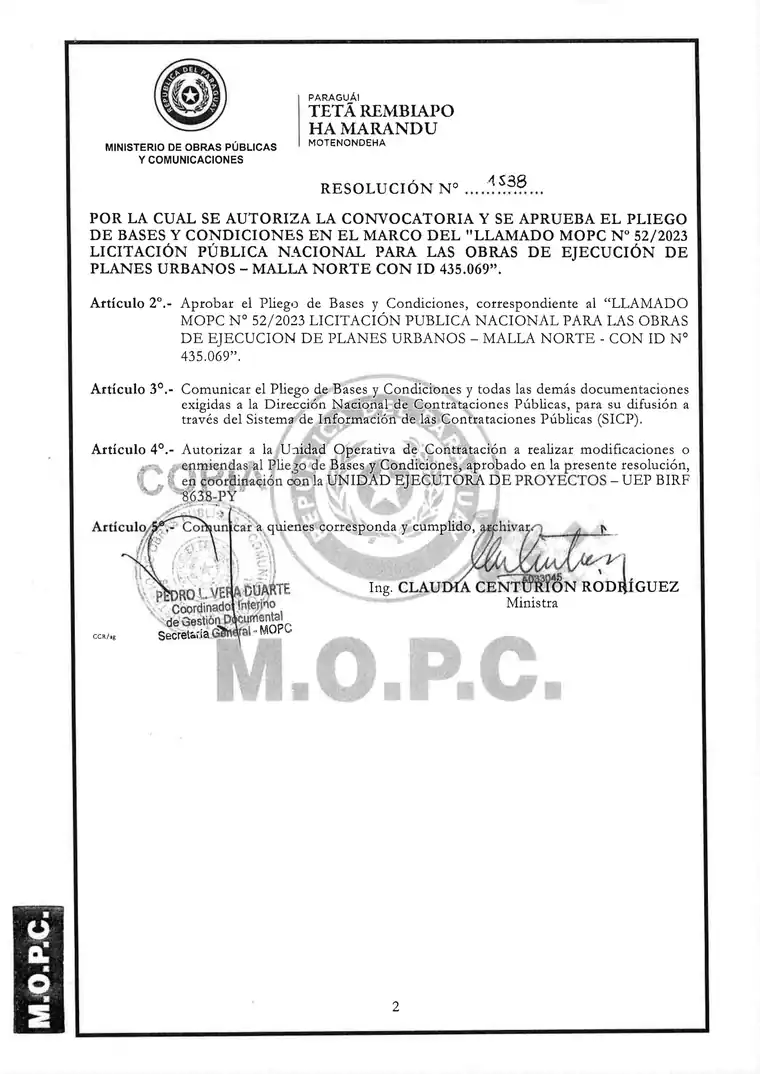 REPUBLICA DEL PARAGUAY
MINISTERIO DE OBRAS PÚBLICAS
Y COMUNICACIONES
PARAGUÁI
TETÃ REMBIAPO
HA MARANDU
MOTENONDEHA
RESOLUCIÓN N° ....1538....
POR LA CUAL SE AUTORIZA LA CONVOCATORIA Y SE APRUEBA EL PLIEGO
DE BASES Y CONDICIONES EN EL MARCO DEL "LLAMADO MOPC N° 52/2023
LICITACIÓN PÚBLICA NACIONAL PARA LAS OBRAS DE EJECUCIÓN DE
PLANES URBANOS – MALLA NORTE CON ID 435.069”.
Artículo 2°.- Aprobar el Pliego de Bases y Condiciones, correspondiente al “LLAMADO
MOPC N° 52/2023 LICITACIÓN PUBLICA NACIONAL PARA LAS OBRAS
DE EJECUCION DE PLANES URBANOS – MALLA NORTE - CON ID N°
435.069”.
Artículo 3°.- Comunicar el Pliego de Bases y Condiciones y todas las demás documentaciones
exigidas a la Dirección Nacional de Contrataciones Públicas, para su difusión a
través del Sistema de Información de las Contrataciones Públicas (SICP).
Artículo 4°.- Autorizar a la Unidad Operativa de Contratación a realizar modificaciones o
enmiendas al Pliego de Bases y Condiciones, aprobado en la presente resolución,
en coordinación con la UNIDAD EJECUTORA DE PROYECTOS – UEP BIRF
8638-PY
Artículo 5°.- Comunicar a quienes corresponda y cumplido, archivar.
PEDRO L. VERA DUARTE
Coordinador Interino
de Gestión Documental
Secretaría General - MOPC
Ing. CLAUDIA CENTURIÓN RODRÍGUEZ
Ministra
CCR/ag
M.O.P.C.
M.O.P.C.
2